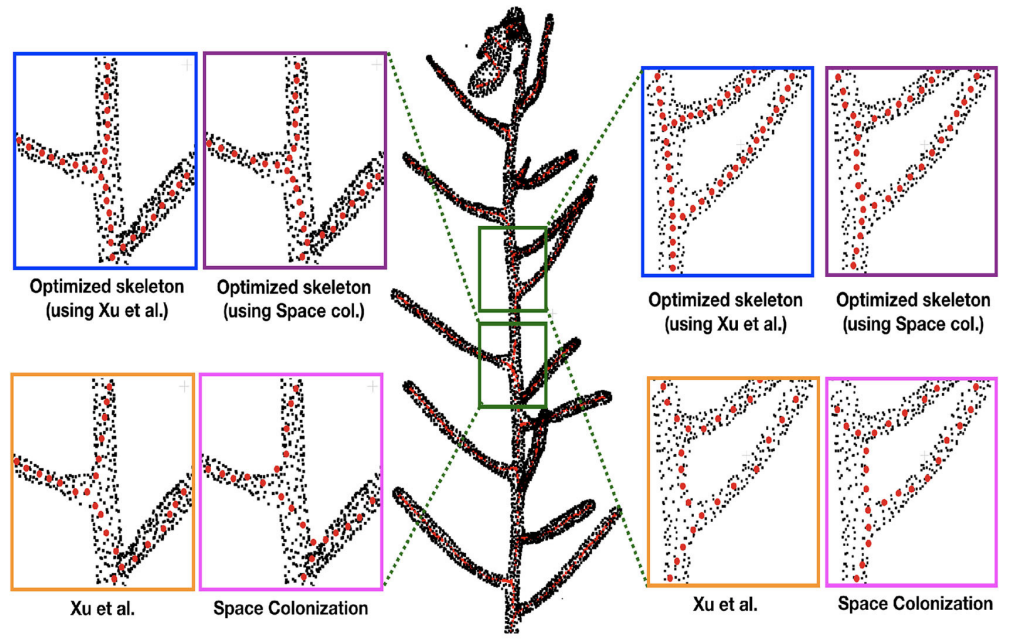 Optimized skeleton
(using Xu et al.)
Optimized skeleton
(using Space col.)
Optimized skeleton
(using Xu et al.)
Optimized skeleton
(using Space col.)
Xu et al.
Space Colonization
Xu et al.
Space Colonization